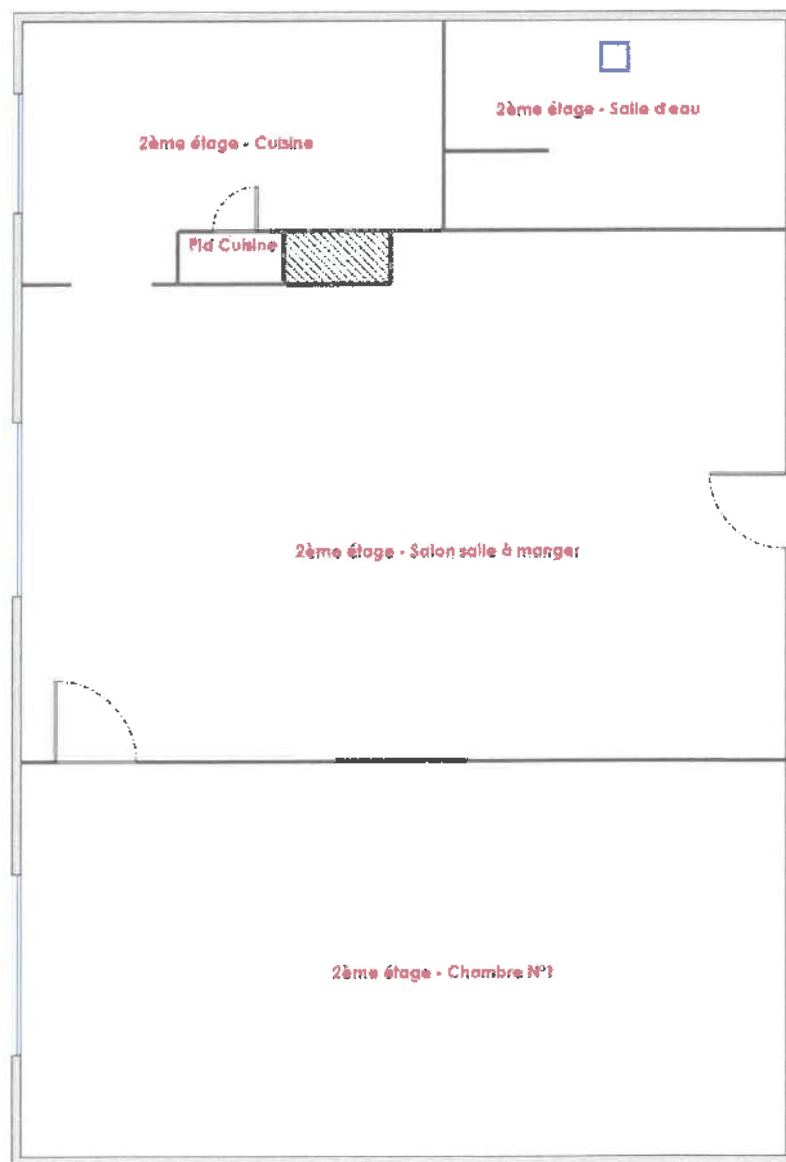 2ème étage - Salle d'eau
2ème étage - Cuisine
Pld Cuisine
2ème étage - Salon salle à manger
2ème étage - Chambre N°1